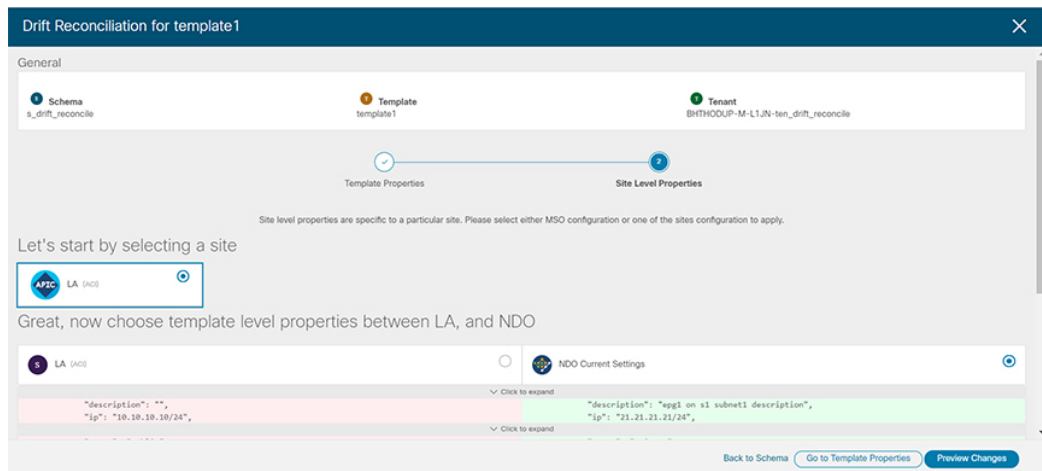 Drift Reconciliation for template1
General
Schema
s_drift_reconcile
Template
template1
Tenant
BHTHODUP-M-L1JN-ten_drift_reconcile
2
Template Properties
Site Level Properties
Site level properties are specific to a particular site. Please select either MSO configuration or one of the sites configuration to apply.
Let's start by selecting a site
APIC LA (ACI)
Great, now choose template level properties between LA, and NDO
S LA (ACI)
NDO Current Settings
Click to expand
"description": "", "description": "epg1 on s1 subnet1 description",
"ip": "10.10.10.10/24", "ip": "21.21.21.21/24",
Click to expand
Back to Schema Go to Template Properties Preview Changes